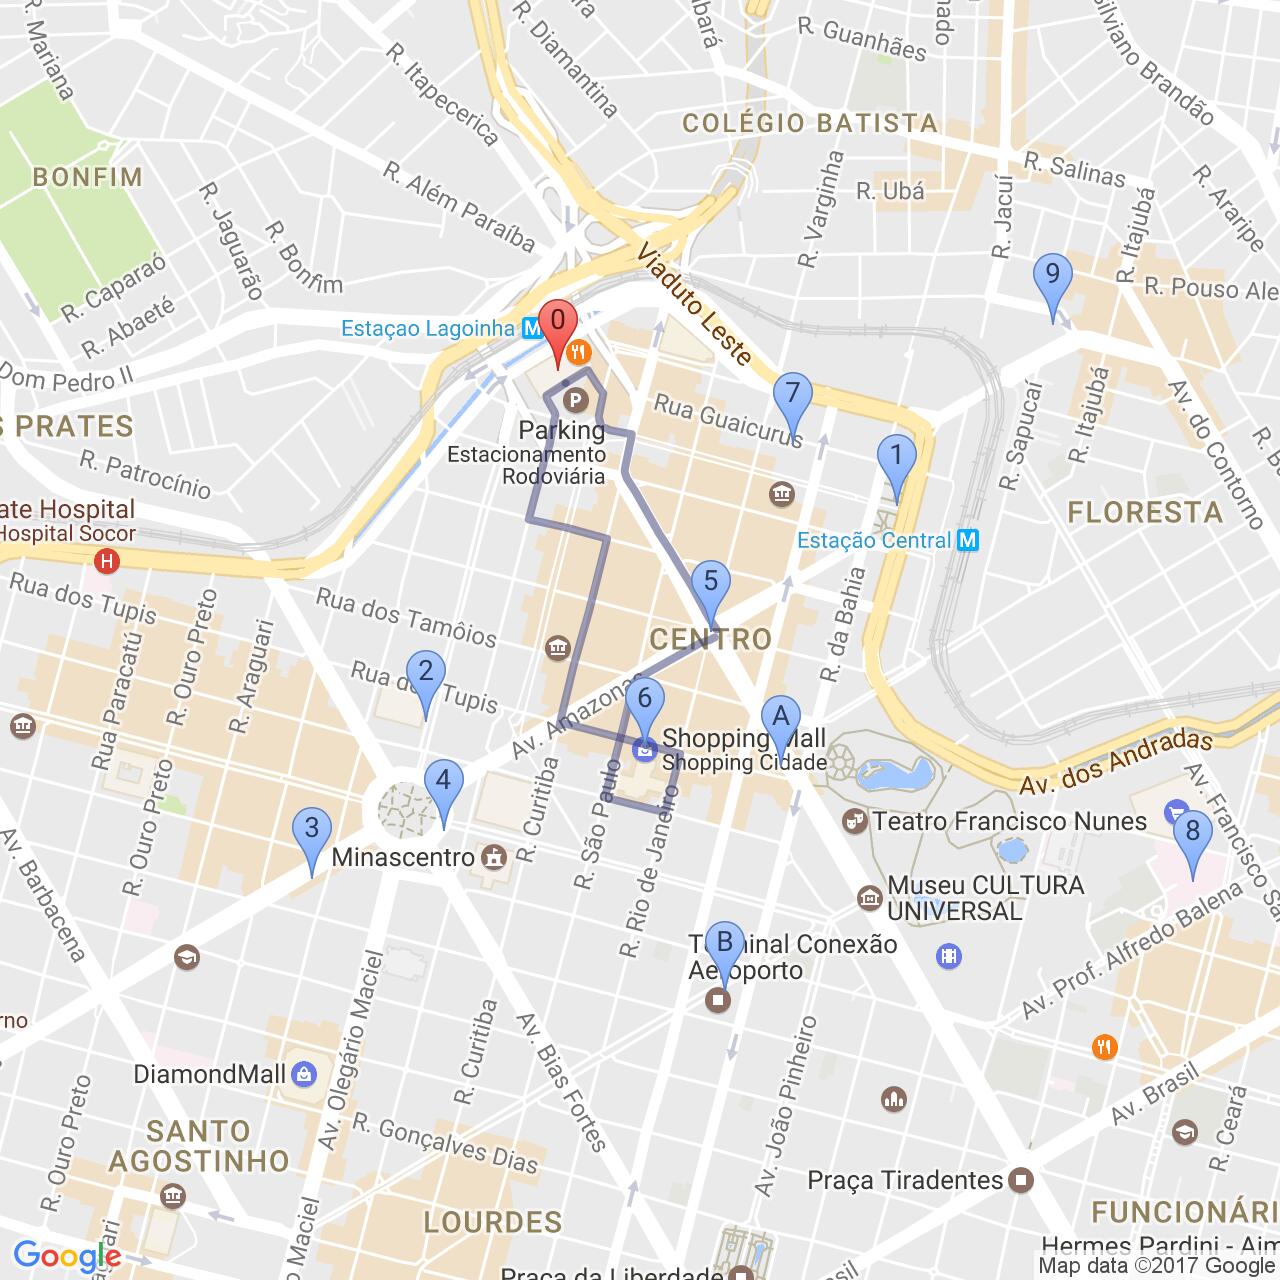 R. Mariana
R. Diamantina
R. Guanhães
R. Itapecerica
Silviano Brandão
COLÉGIO BATISTA
R. Salinas
BONFIM
R. Além Paraíba
R. Varginha
R. Ubá
R. Jacuí
R. Itajubá
R. Araripe
R. Jaguarão
R. Bonfim
R. Caparaó
R. Abaeté
Viaduto Leste
9
R. Pouso Ale
Estaçao Lagoinha
M
0
Dom Pedro II
7
Rua Guaicurus
R. Sapucaí
R. Itajubá
Av. do Contorno
S PRATES
P
Parking
Estacionamento
Rodoviária
R. Patrocínio
1
FLORESTA
ate Hospital
Hospital Socor
H
Estação Central
M
Rua dos Tupis
R. Ouro Preto
Rua dos Tamôios
5
CENTRO
R. da Bahia
Rua Paracatú
R. Araguari
2
Tupis
6
Av. Amazonas
A
Shopping Mall
Shopping Cidade
Av. dos Andradas
4
R. Curitiba
R. São Paulo
R. Rio de Janeiro
3
R. Ouro Preto
Minascentro
Teatro Francisco Nunes
8
Av. Francisco Sa
Av. Barbacena
Museu CULTURA
UNIVERSAL
Av. Prof. Alfredo Balena
B
Conexão
Aeroporto
Av. Olegário Maciel
R. Curitiba
Av. Bias Fortes
Av. João Pinheiro
DiamondMall
Av. Brasil
R. Ceará
R. Ouro Preto
SANTO
AGOSTINHO
R. Gonçalves Dias
Praça Tiradentes
LOURDES
FUNCIONÁRI
Maciel
Hermes Pardini - Aim
Google
Praça da Liberdade
Map data ©2017 Google